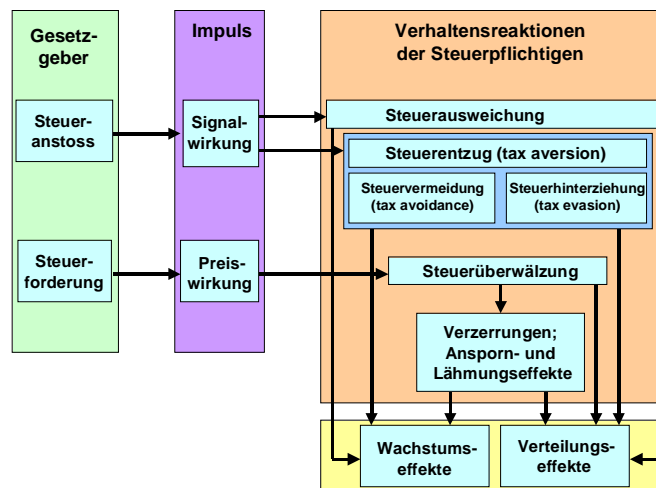 Gesetz-
geber
Impuls
Verhaltensreaktionen
der Steuerpflichtigen
Steuer-
anstoss
Signal-
wirkung
Steuerausweichung
Steuerentzug (tax aversion)
Steuervermeidung
(tax avoidance)
Steuerhinterziehung
(tax evasion)
Steuer-
forderung
Preis-
wirkung
Steuerüberwälzung
Verzerrungen;
Ansporn- und
Lähmungseffekte
Wachstums-
effekte
Verteilungs-
effekte